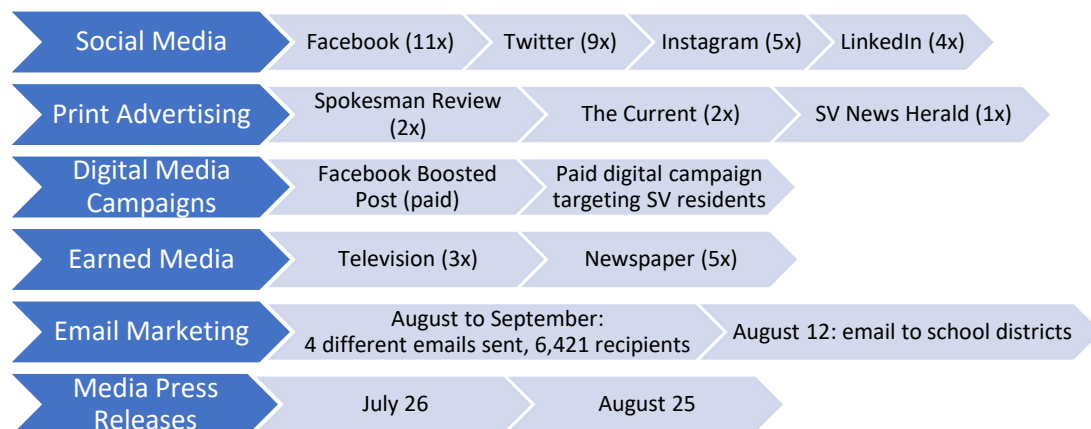 Social Media
Facebook (11x)
Twitter (9x)
Instagram (5x)
LinkedIn (4x)
Print Advertising
Spokesman Review
(2x)
The Current (2x)
SV News Herald (1x)
Digital Media
Campaigns
Facebook Boosted
Post (paid)
Paid digital campaign
targeting SV residents
Earned Media
Television (3x)
Newspaper (5x)
Email Marketing
August to September:
4 different emails sent, 6,421 recipients
August 12: email to school districts
Media Press
Releases
July 26
August 25